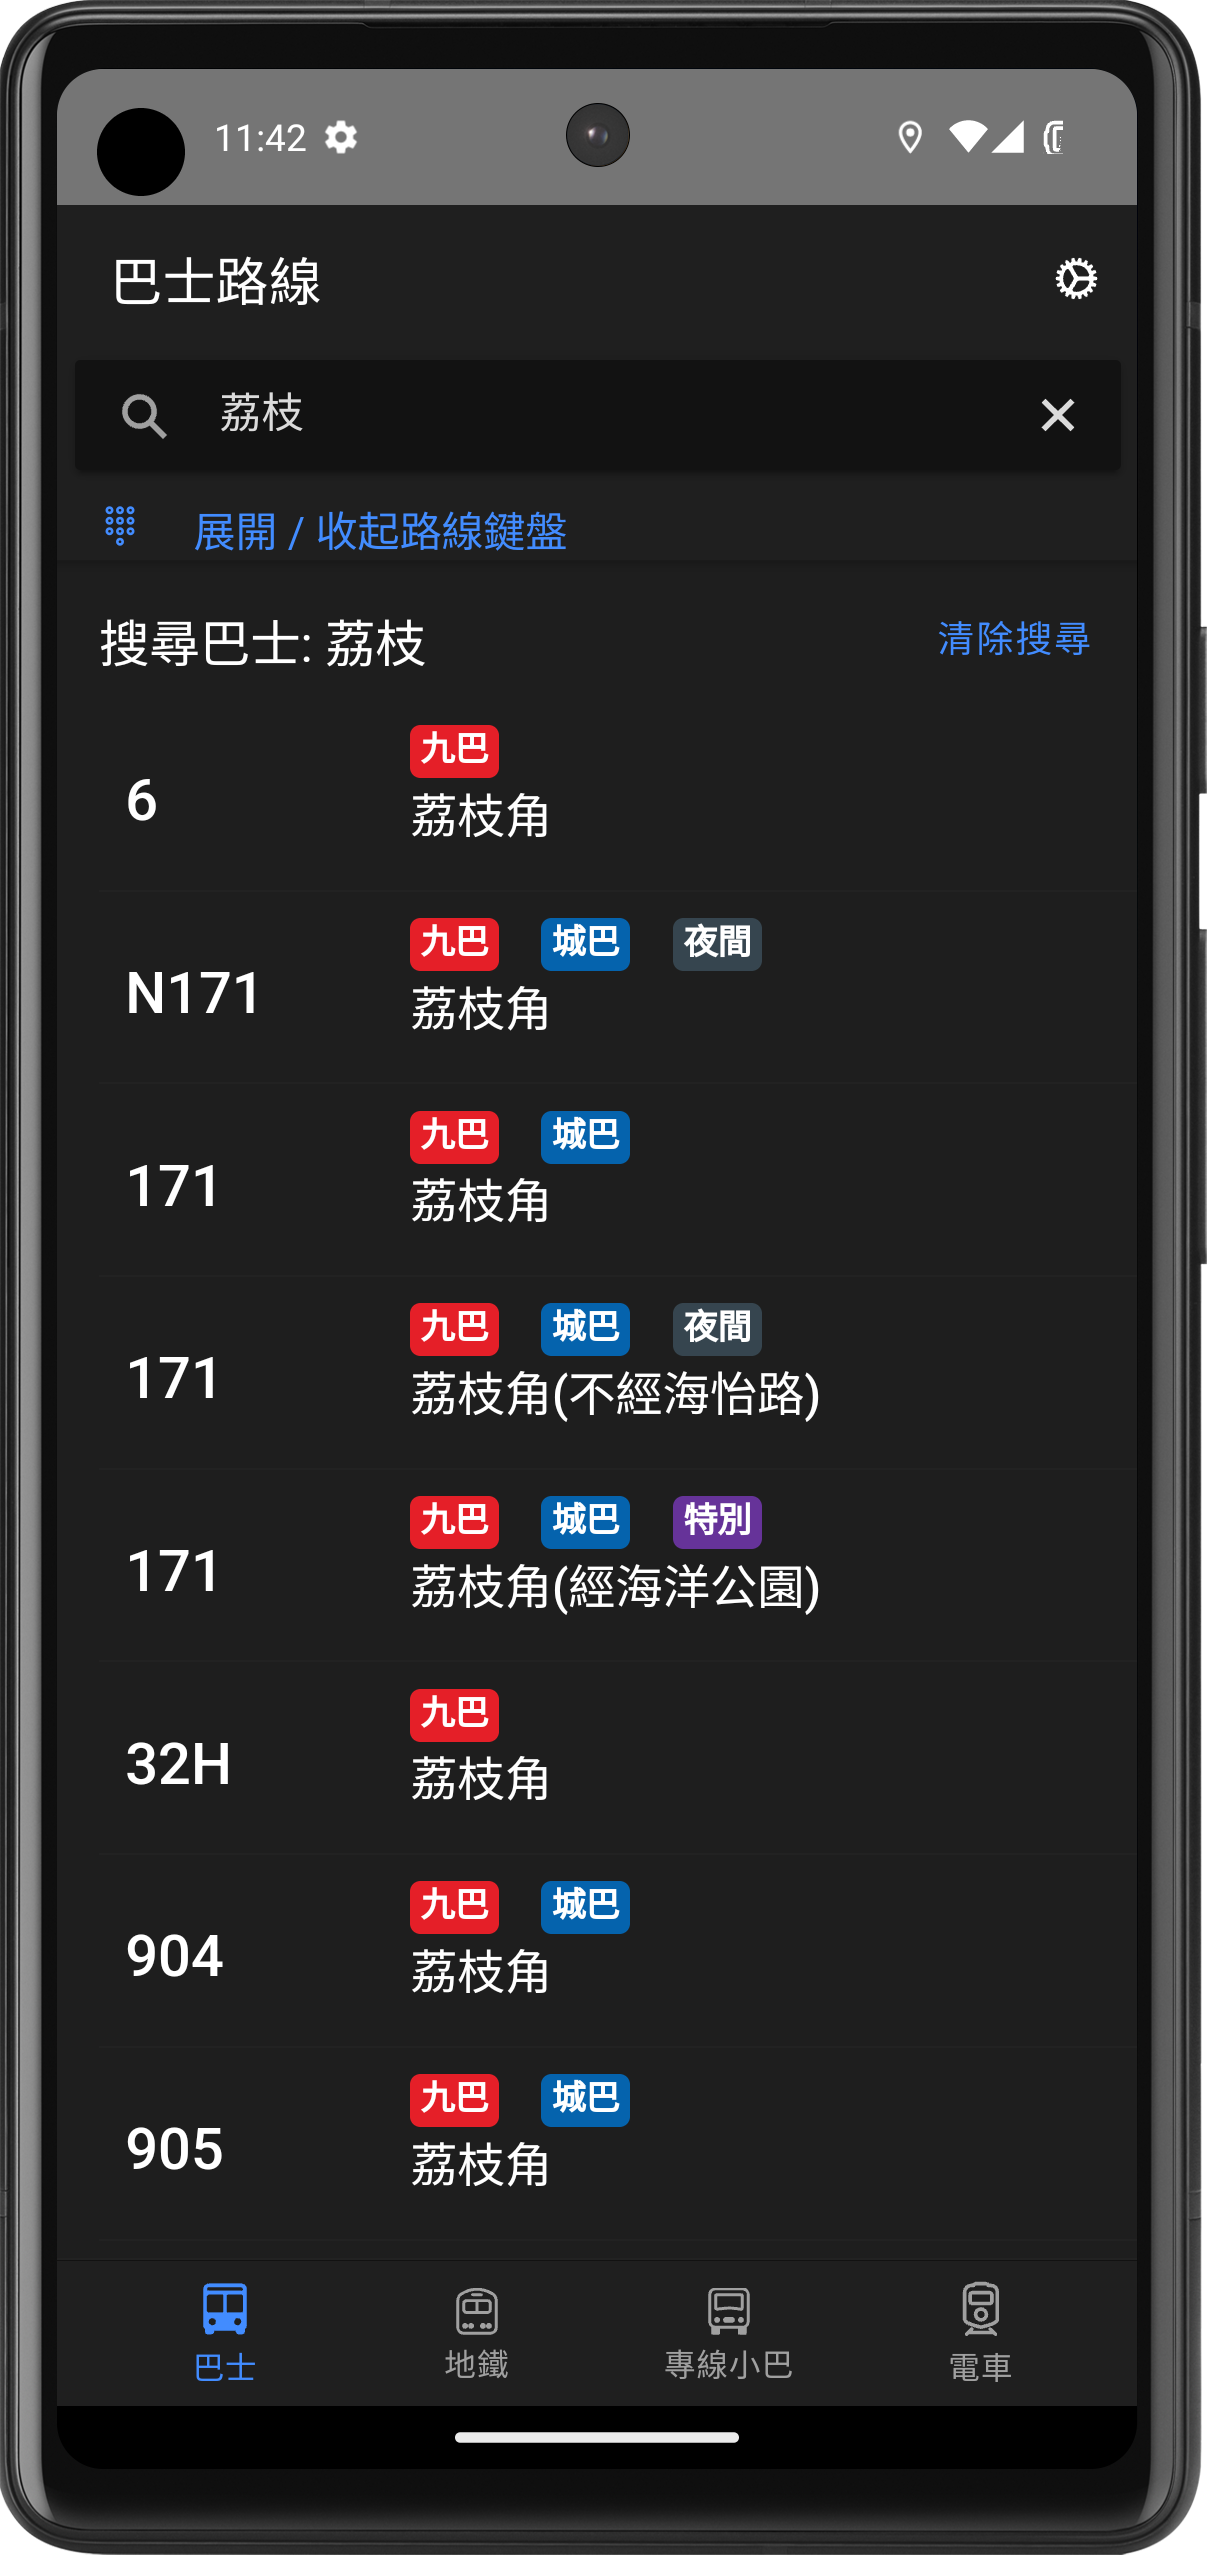 11:42
巴士路線
荔枝
展開 / 收起路線鍵盤
搜尋巴士: 荔枝
清除搜尋
九巴
6
荔枝角
九巴 城巴 夜間
N171
荔枝角
九巴 城巴
171
荔枝角
九巴 城巴 夜間
171
荔枝角(不經海怡路)
九巴 城巴 特別
171
荔枝角(經海洋公園)
九巴
32H
荔枝角
九巴 城巴
904
荔枝角
九巴 城巴
905
荔枝角
巴士 地鐵 專線小巴 電車